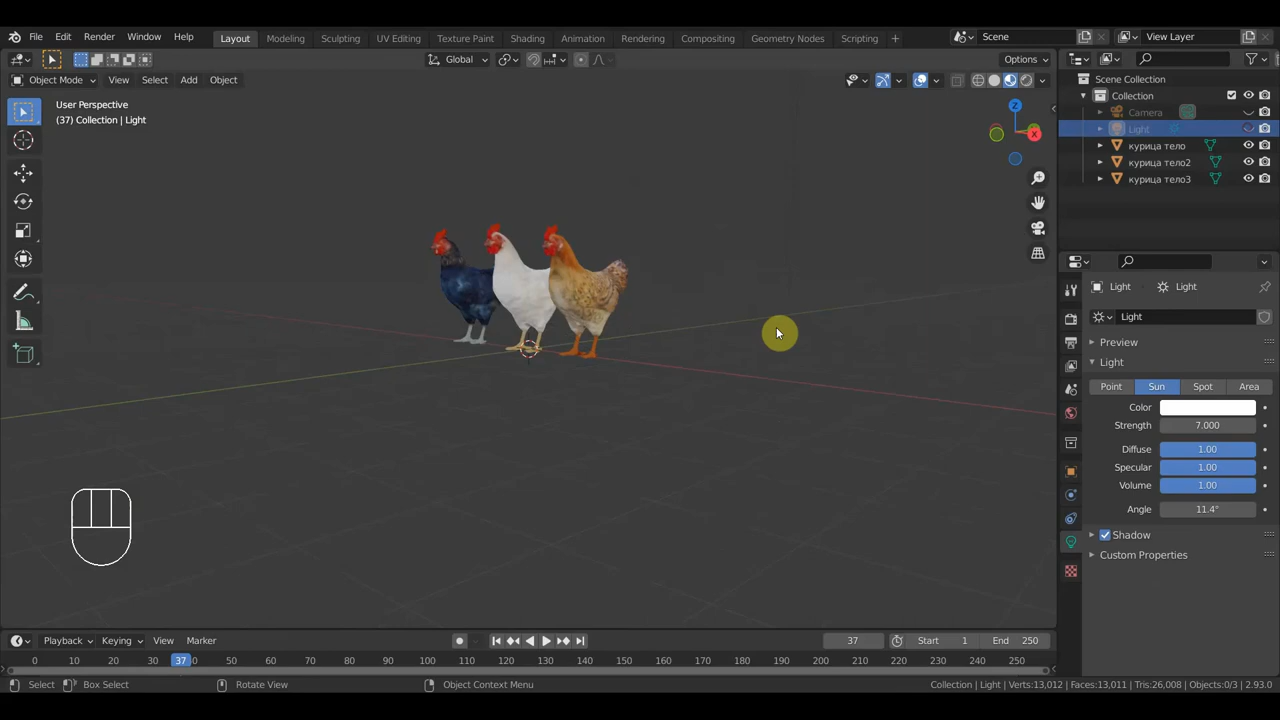 File Edit Render Window Help Layout Modeling Sculpting UV Editing Texture Paint Shading Animation Rendering Compositing Geometry Nodes Scripting + Scene View Layer
Global Options
Object Mode View Select Add Object
Scene Collection
Collection
Camera
Light
курица тело
курица тело2
курица тело3
User Perspective
(37) Collection | Light
Z
X
Light Light
Light
Preview
Light
Point Sun Spot Area
Color
Strength 7.000
Diffuse 1.00
Specular 1.00
Volume 1.00
Angle 11.4°
Shadow
Custom Properties
Playback Keying View Marker 37 Start 1 End 250
0 10 20 30 37 0 50 60 70 80 90 100 110 120 130 140 150 160 170 180 190 200 210 220 230 240 250
Select Box Select Rotate View Object Context Menu Collection | Light | Verts:13,012 | Faces:13,011 | Tris:26,008 | Objects:0/3 | 2.93.0